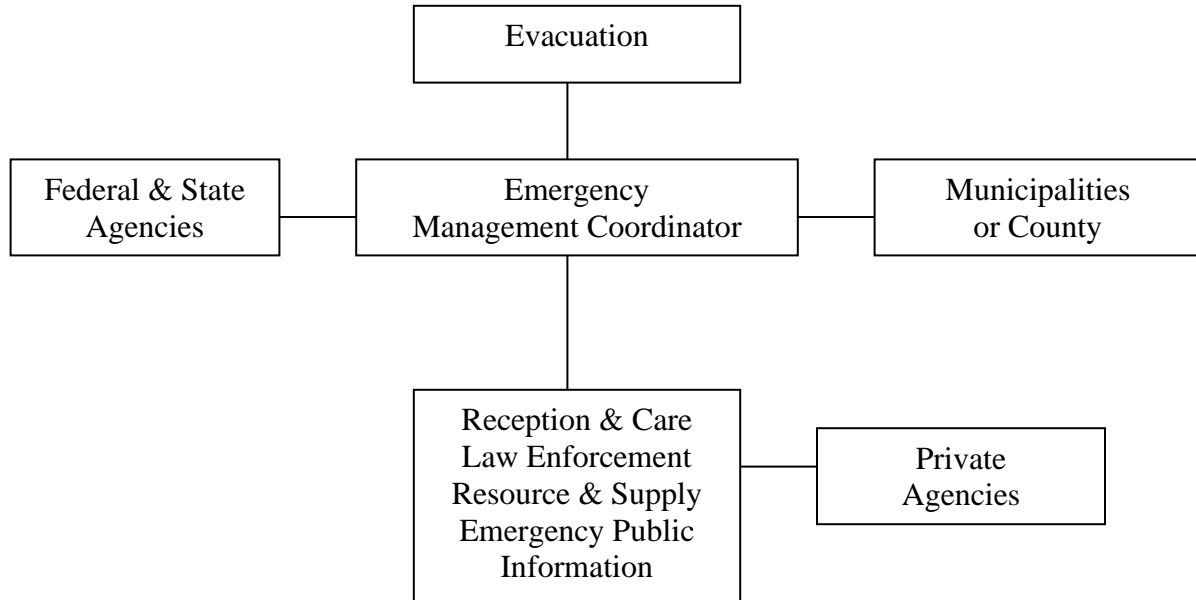 Evacuation
Federal & State
Agencies
Emergency
Management Coordinator
Municipalities
or County
Reception & Care
Law Enforcement
Resource & Supply
Emergency Public
Information
Private
Agencies